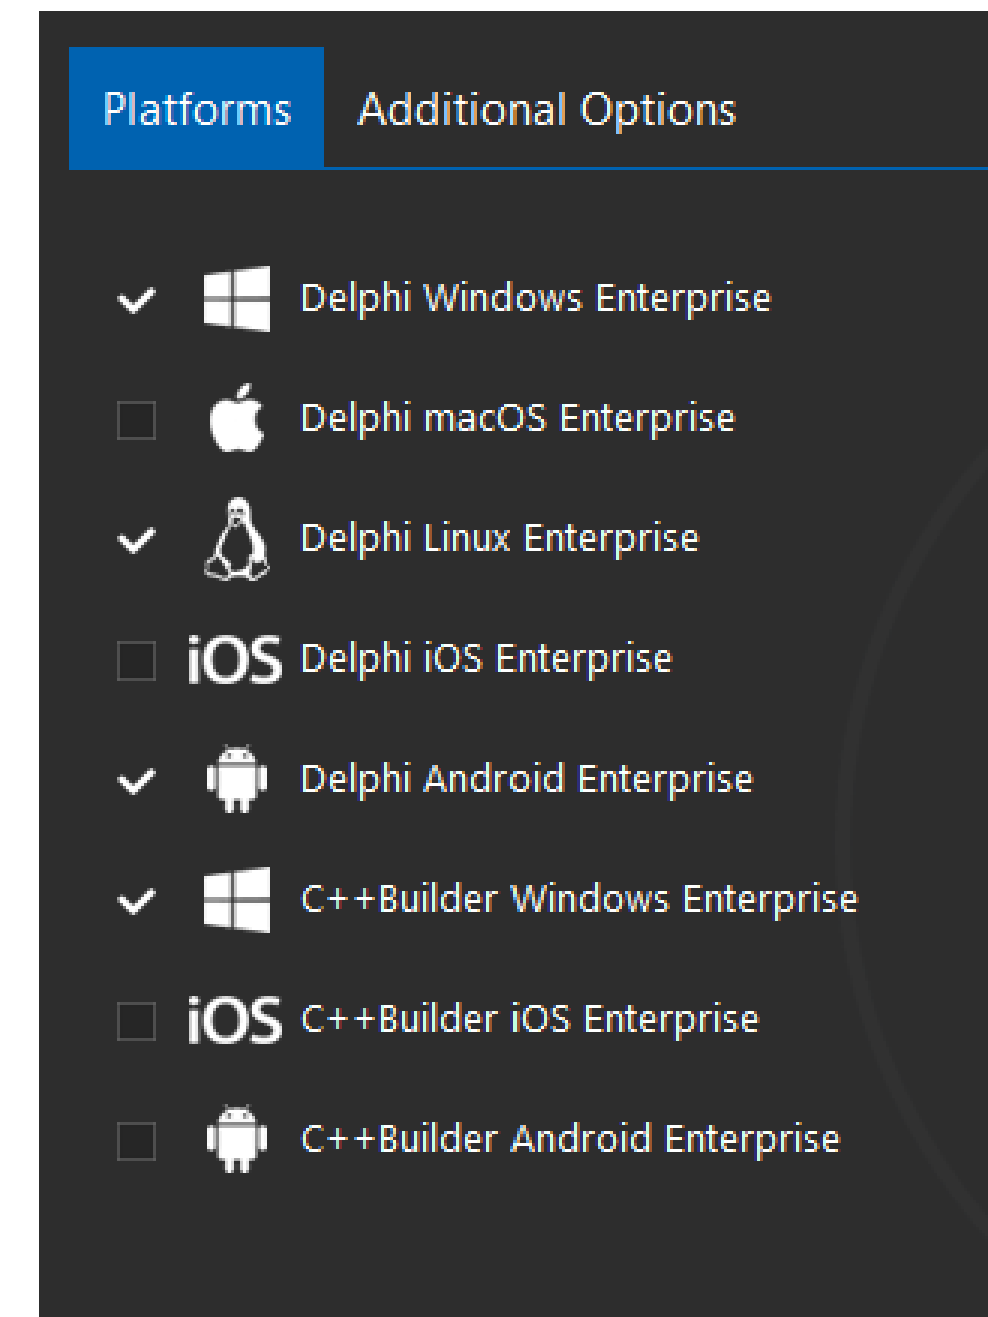 Platforms Additional Options
Delphi Windows Enterprise
Delphi macOS Enterprise
Delphi Linux Enterprise
iOS Delphi iOS Enterprise
Delphi Android Enterprise
C++Builder Windows Enterprise
iOS C++Builder iOS Enterprise
C++Builder Android Enterprise